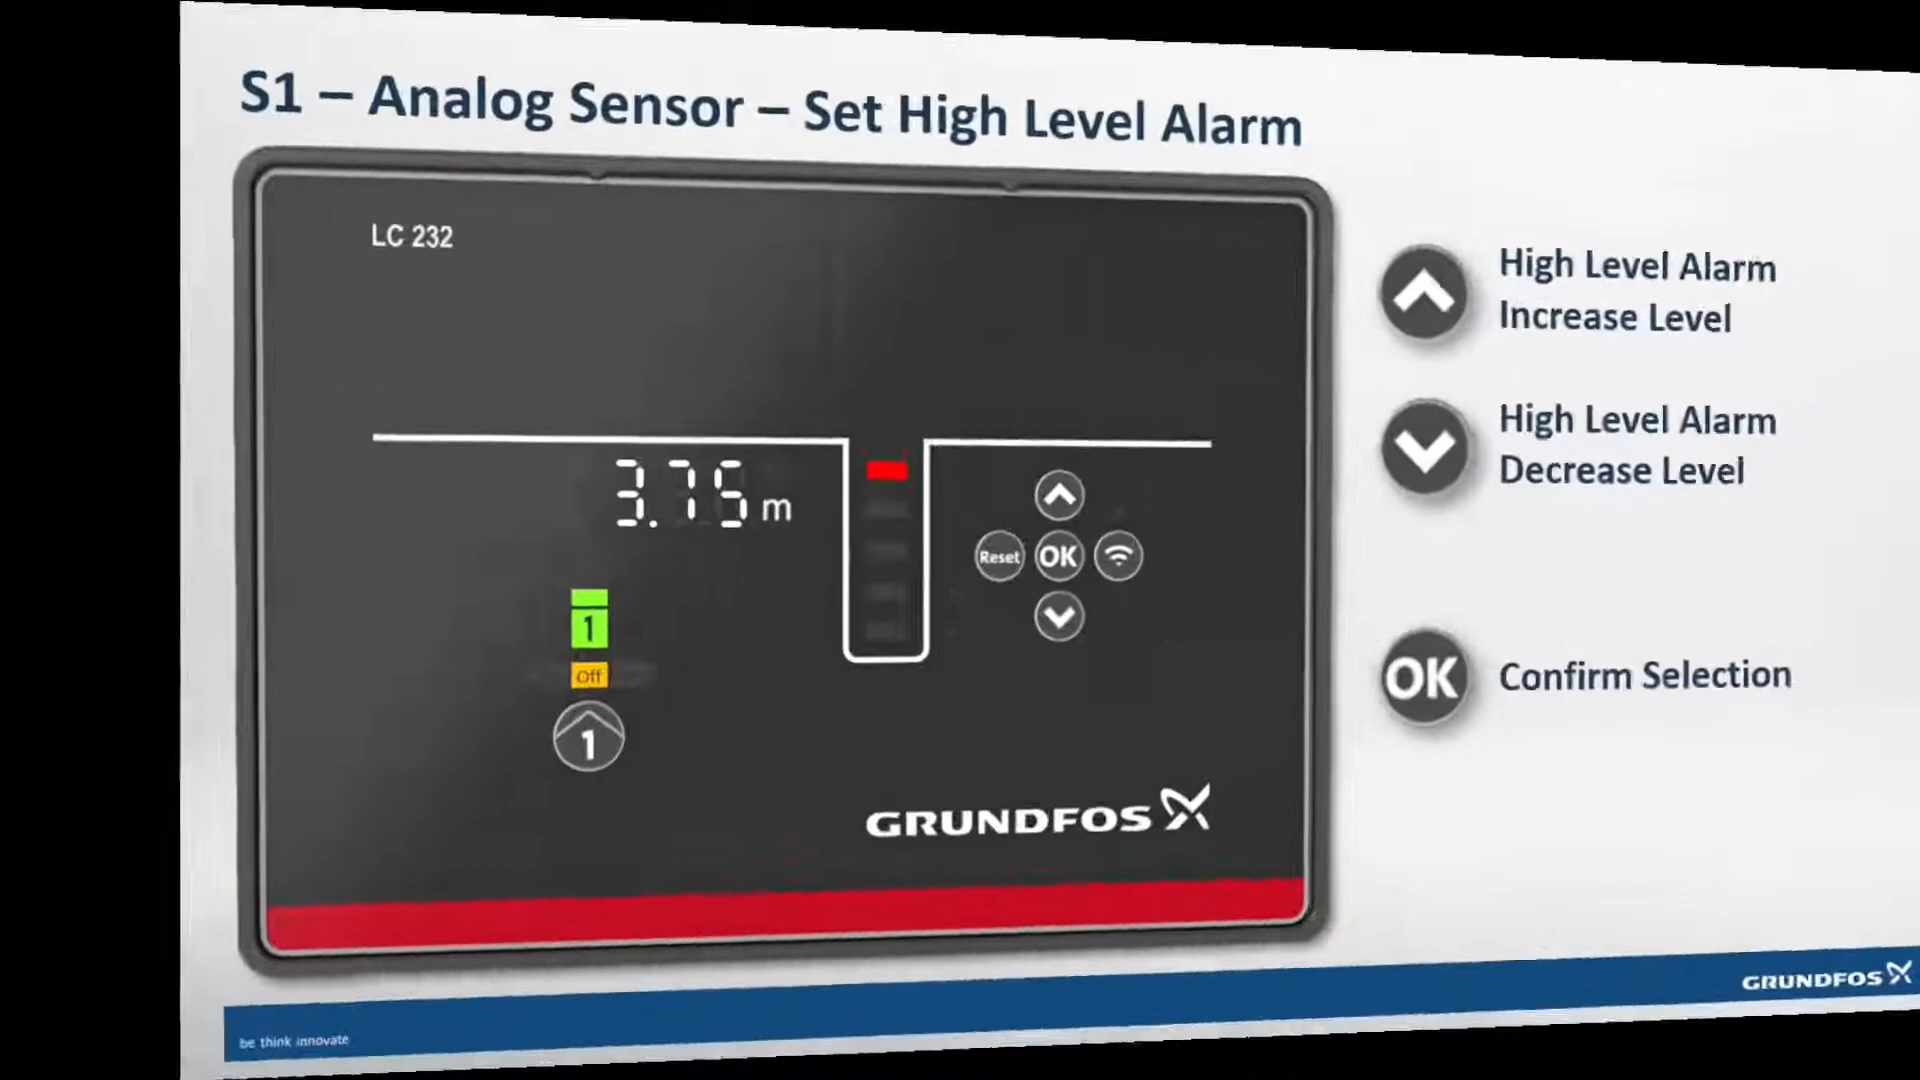 S1 – Analog Sensor – Set High Level Alarm
LC 232
3.75 m
Reset OK
1
Off
1
GRUNDFOS
High Level Alarm
Increase Level
High Level Alarm
Decrease Level
OK Confirm Selection
be think innovate
GRUNDFOS